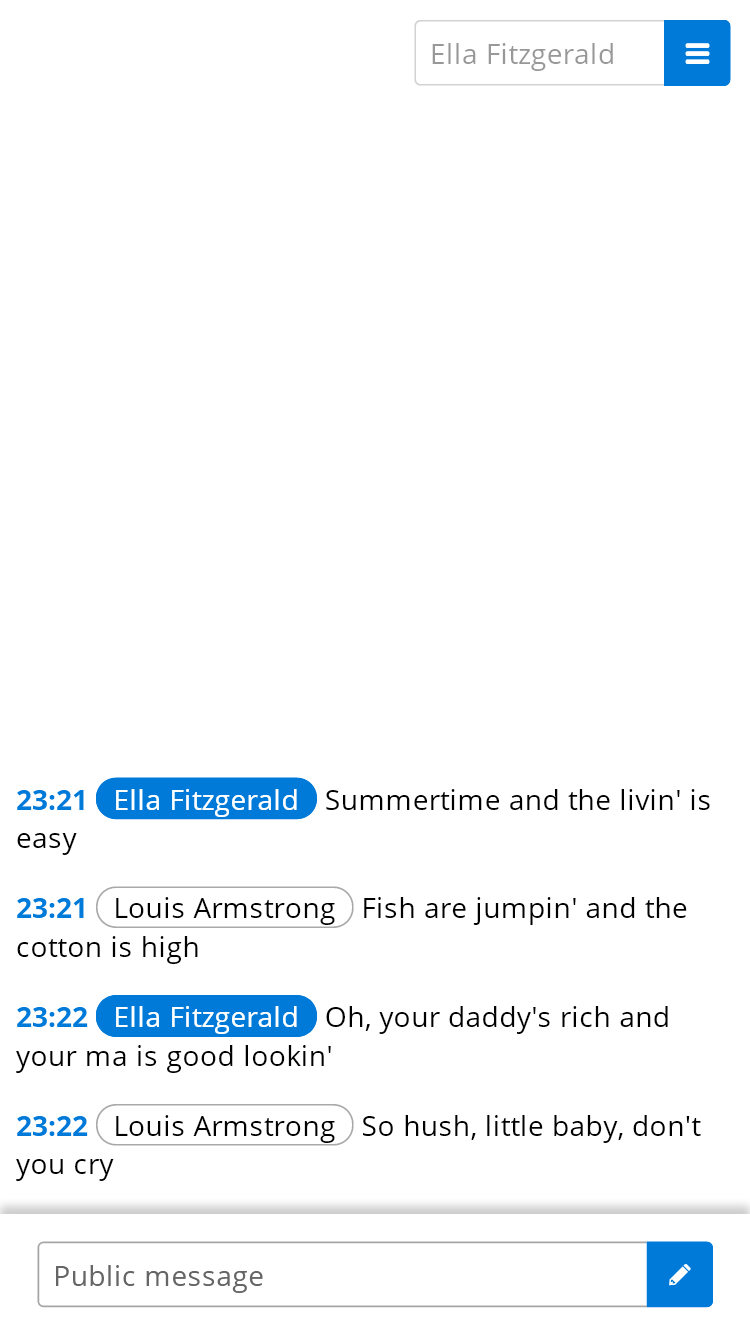 Ella Fitzgerald
23:21 Ella Fitzgerald Summertime and the livin' is
easy
23:21 Louis Armstrong Fish are jumpin' and the
cotton is high
23:22 Ella Fitzgerald Oh, your daddy's rich and
your ma is good lookin'
23:22 Louis Armstrong So hush, little baby, don't
you cry
Public message